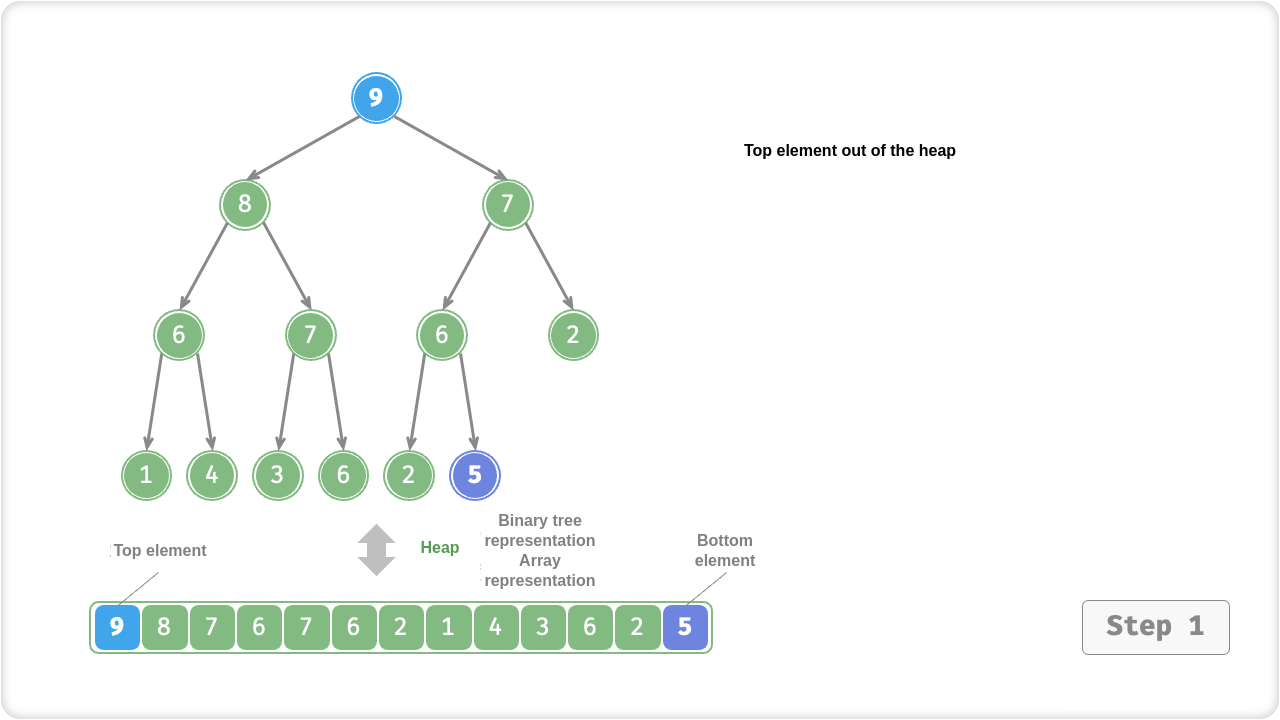 9
Top element out of the heap
8
7
6
7
6
2
1
4
3
6
2
5
Top element
Heap
Binary tree
representation
Array
representation
Bottom
element
9 8 7 6 7 6 2 1 4 3 6 2 5
Step 1